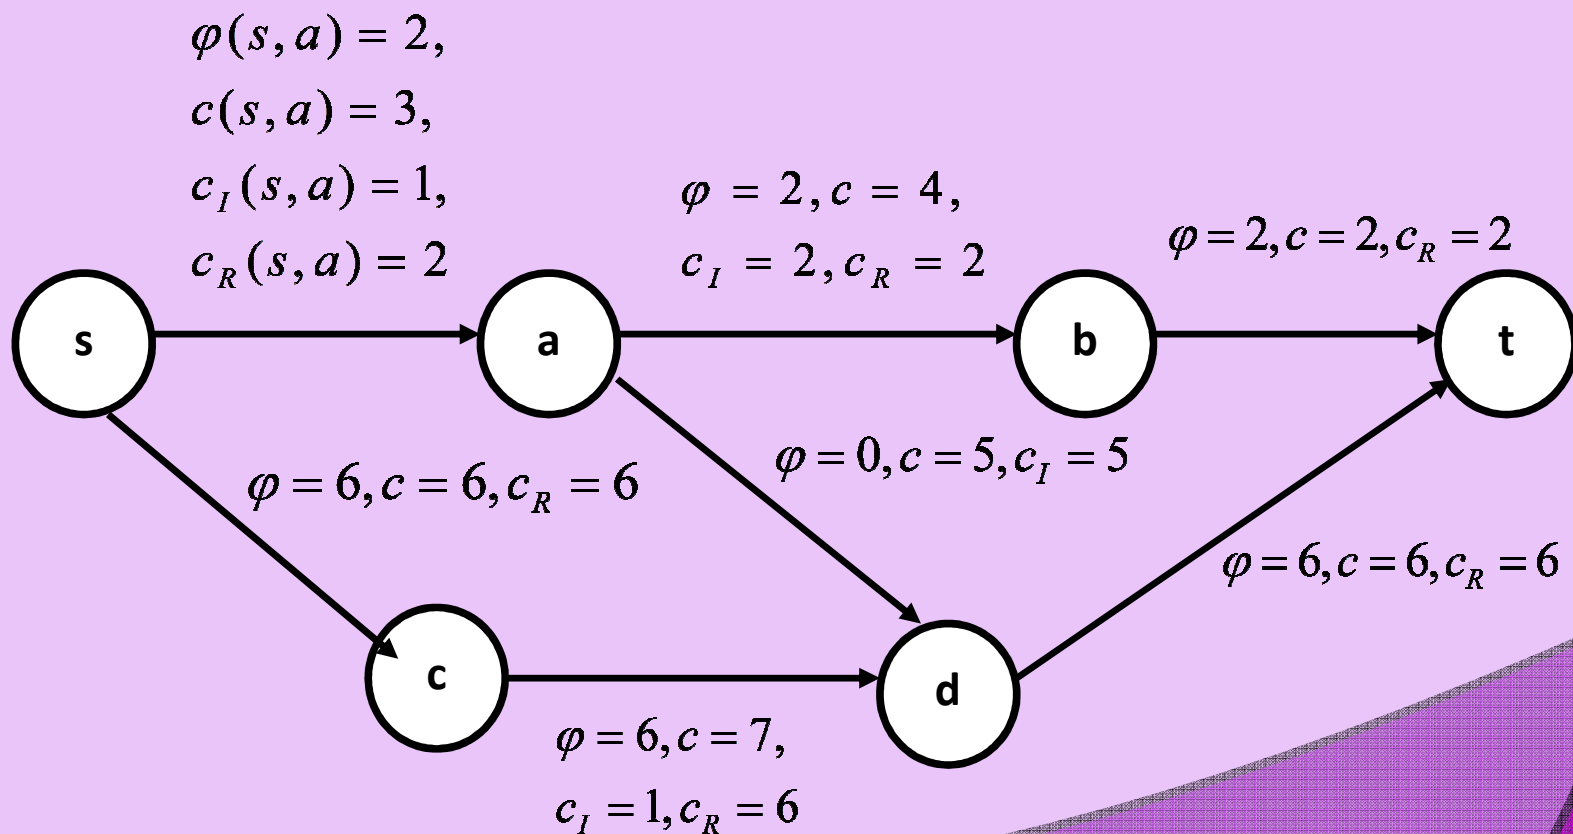 φ(s, a) = 2,
c(s, a) = 3,
c_I(s, a) = 1,
c_R(s, a) = 2
φ = 2, c = 4,
c_I = 2, c_R = 2
φ = 2, c = 2, c_R = 2
s
a
b
t
φ = 0, c = 5, c_I = 5
φ = 6, c = 6, c_R = 6
φ = 6, c = 6, c_R = 6
c
d
φ = 6, c = 7,
c_I = 1, c_R = 6